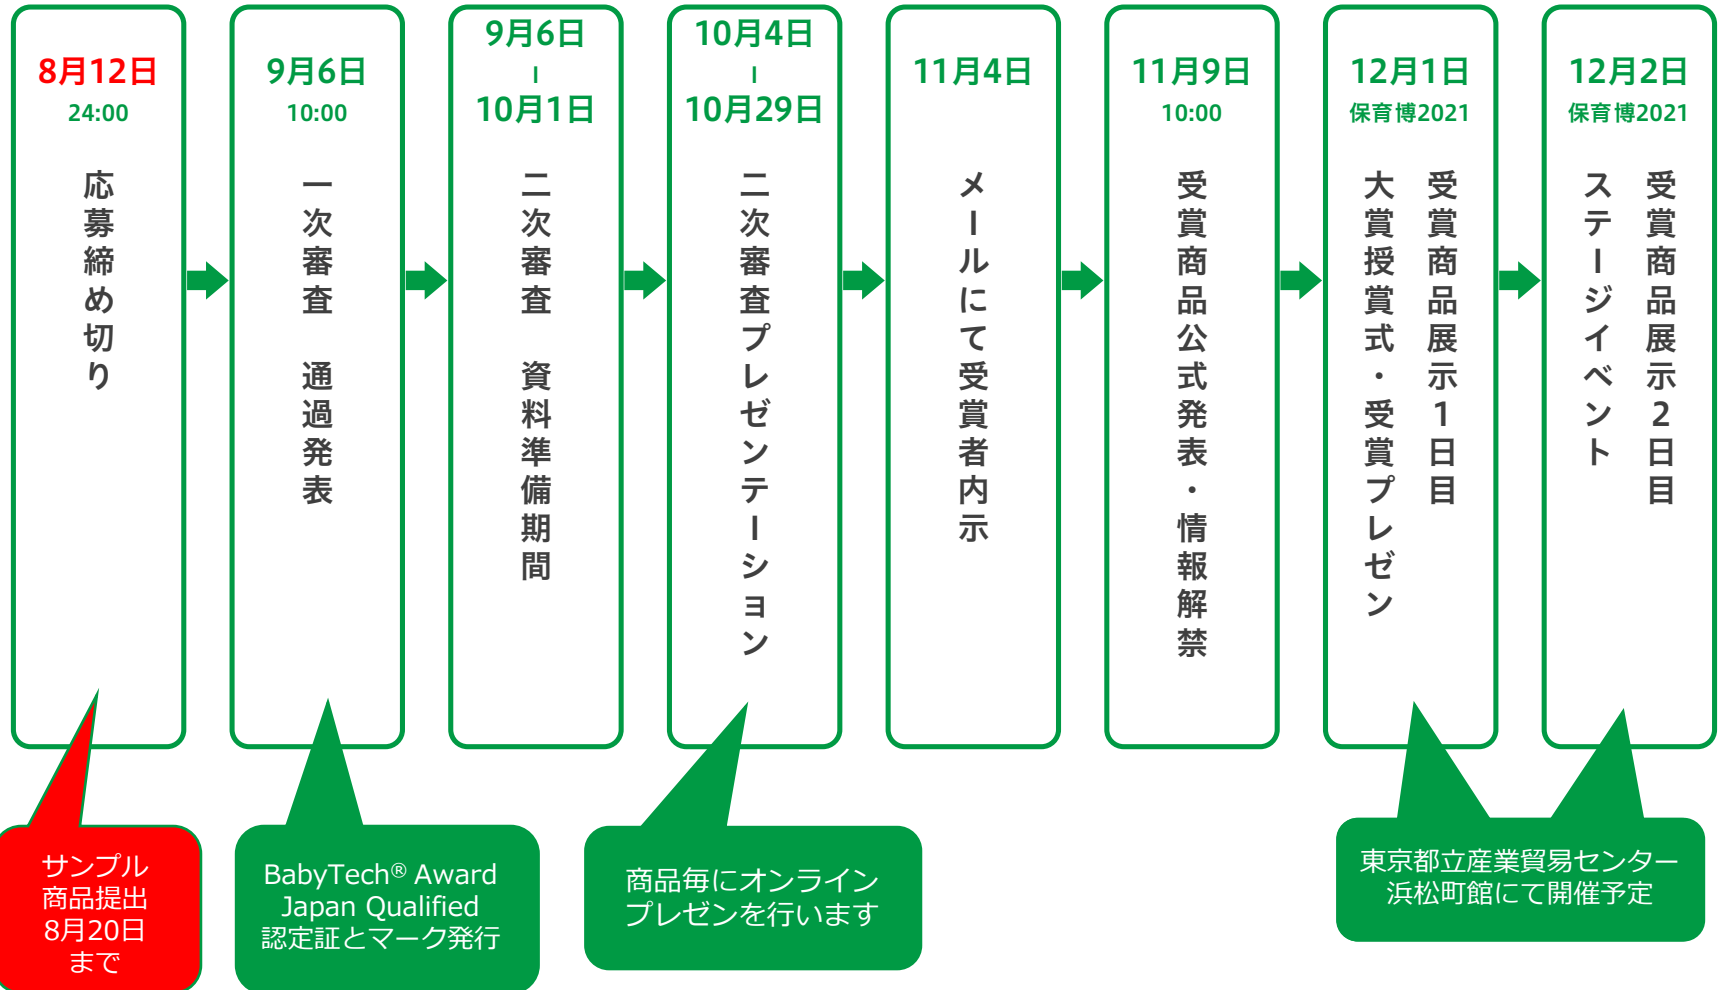 8月12日
24:00
応募締め切り
9月6日
10:00
一次審査　通過発表
9月6日
ー
10月1日
二次審査　資料準備期間
10月4日
ー
10月29日
二次審査プレゼンテーション
11月4日
メールにて受賞者内示
11月9日
10:00
受賞商品公式発表・情報解禁
12月1日
保育博2021
受賞商品展示1日目
大賞授賞式・受賞プレゼン
12月2日
保育博2021
受賞商品展示2日目
ステージイベント
サンプル
商品提出
8月20日
まで
BabyTech® Award
Japan Qualified
認定証とマーク発行
商品毎にオンライン
プレゼンを行います
東京都立産業貿易センター
浜松町館にて開催予定